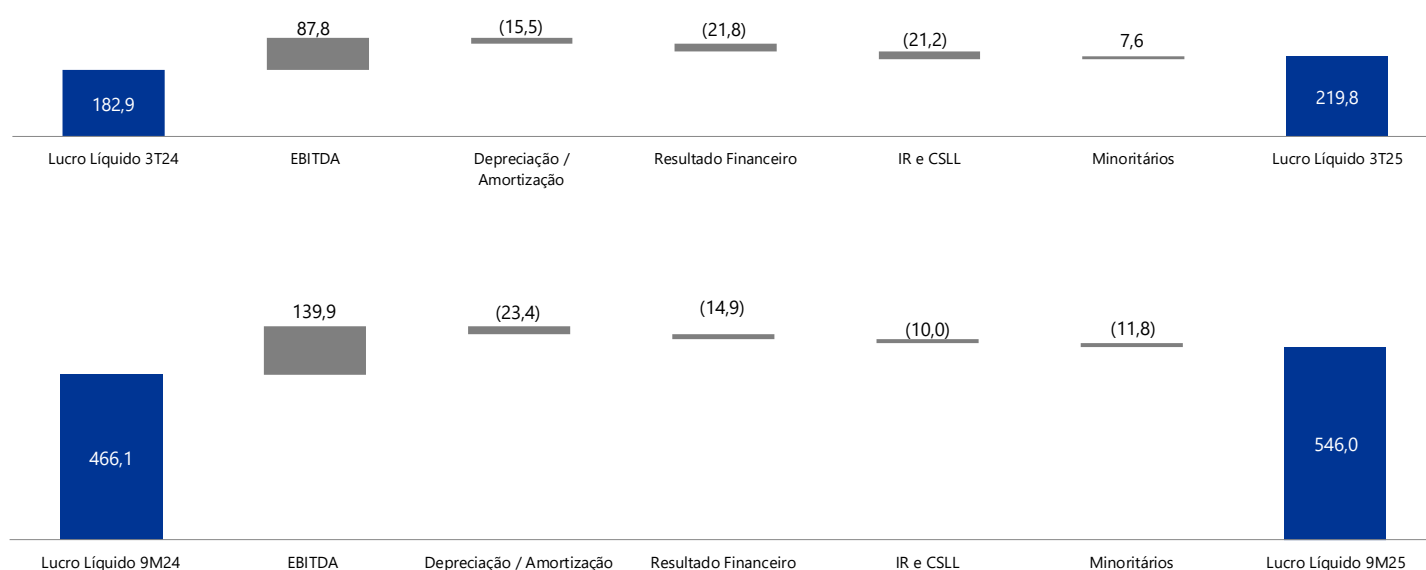 87,8
(15,5)
(21,8)
(21,2)
7,6
182,9
219,8
Lucro Líquido 3T24
EBITDA
Depreciação /
Amortização
Resultado Financeiro
IR e CSLL
Minoritários
Lucro Líquido 3T25
139,9
(23,4)
(14,9)
(10,0)
(11,8)
466,1
546,0
Lucro Líquido 9M24
EBITDA
Depreciação / Amortização
Resultado Financeiro
IR e CSLL
Minoritários
Lucro Líquido 9M25